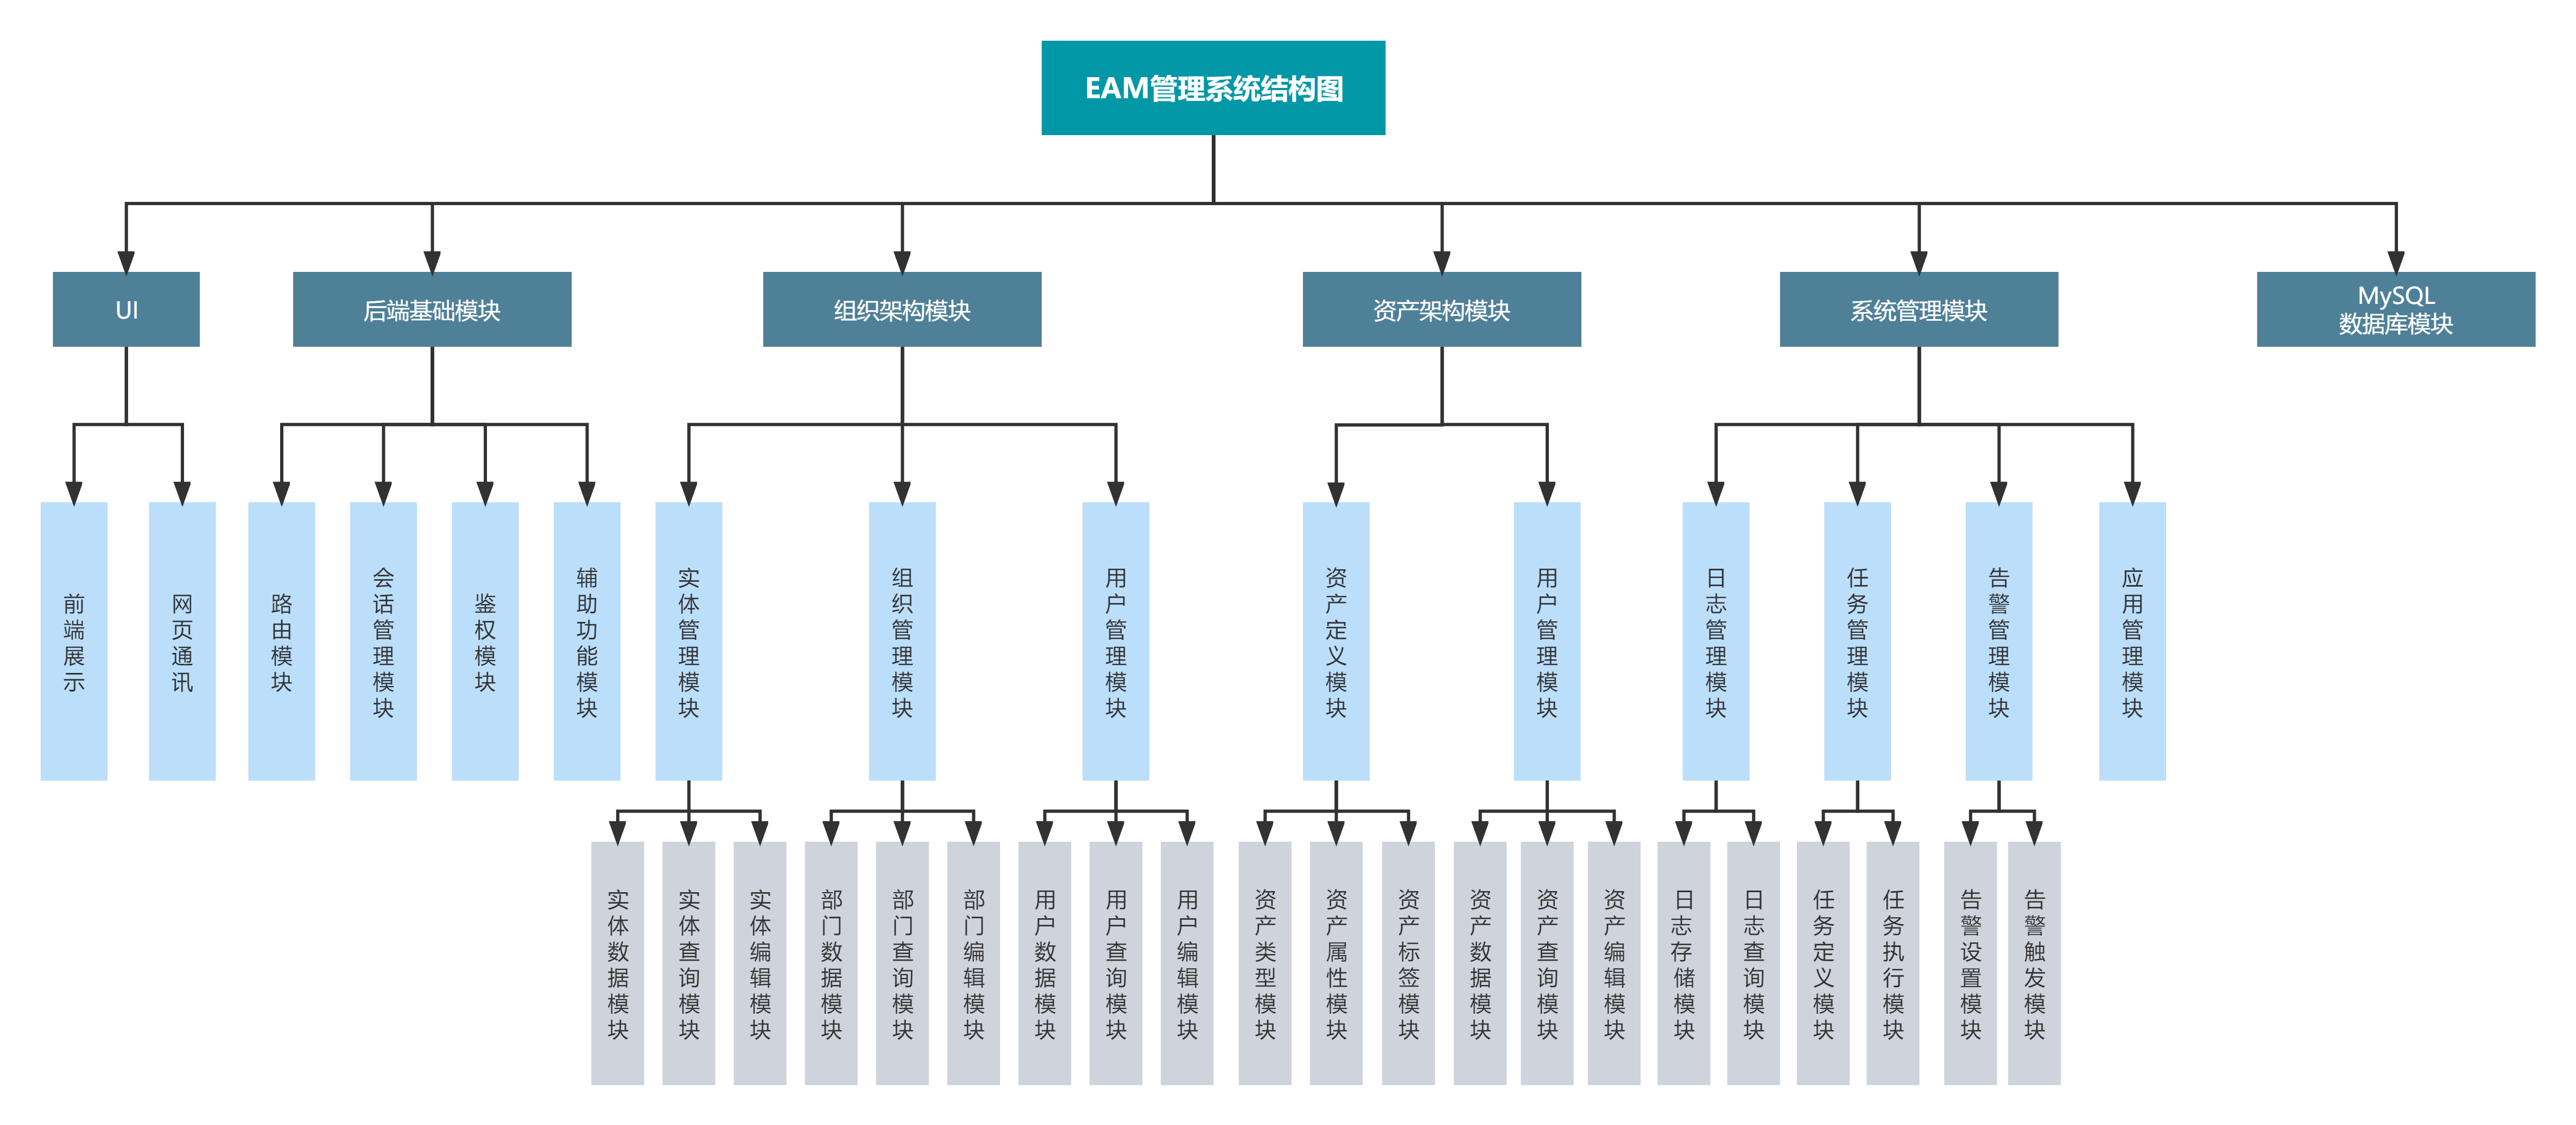 EAM管理系统结构图
UI
后端基础模块
组织架构模块
资产架构模块
系统管理模块
MySQL
数据库模块
前端展示
网页通讯
路由模块
会话管理模块
鉴权模块
辅助功能模块
实体管理模块
组织管理模块
用户管理模块
资产定义模块
用户管理模块
日志管理模块
任务管理模块
告警管理模块
应用管理模块
实体数据模块
实体查询模块
实体编辑模块
部门数据模块
部门查询模块
部门编辑模块
用户数据模块
用户查询模块
用户编辑模块
资产类型模块
资产属性模块
资产标签模块
资产数据模块
资产查询模块
资产编辑模块
日志存储模块
日志查询模块
任务定义模块
任务执行模块
告警设置模块
告警触发模块